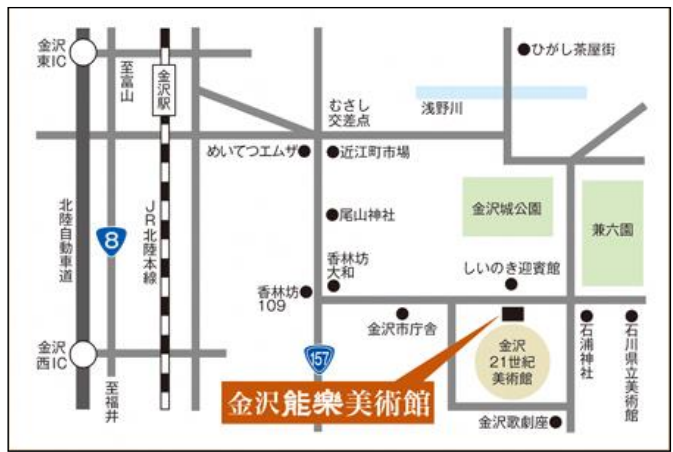 金沢
東IC
至富山
金沢駅
むさし
交差点
浅野川
ひがし茶屋街
めいてつエムザ
近江町市場
北陸自動車道
8
JR北陸本線
尾山神社
金沢城公園
兼六園
香林坊
大和
しいのき迎賓館
香林坊
109
金沢市庁舎
金沢
西IC
157
金沢
21世紀
美術館
石浦神社
石川県立美術館
至福井
金沢能樂美術館
金沢歌劇座